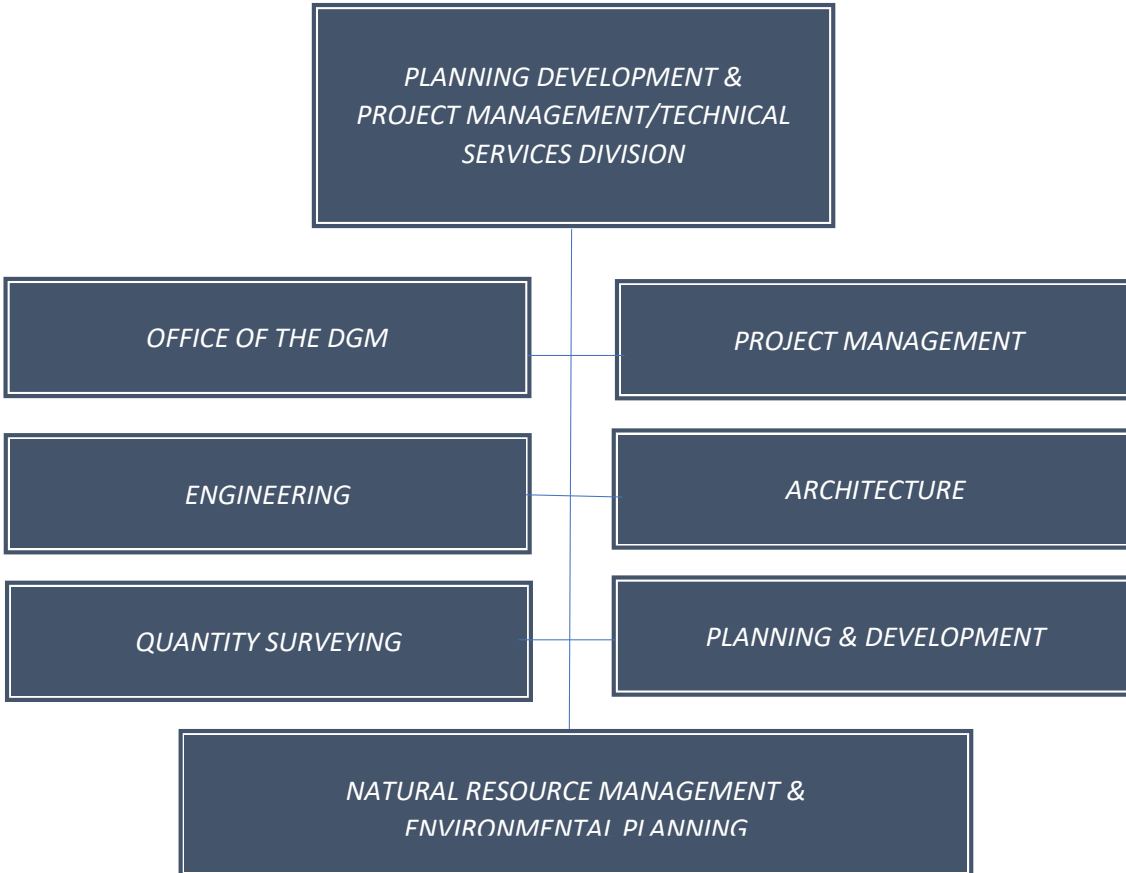 PLANNING DEVELOPMENT &
PROJECT MANAGEMENT/TECHNICAL
SERVICES DIVISION
OFFICE OF THE DGM
PROJECT MANAGEMENT
ENGINEERING
ARCHITECTURE
QUANTITY SURVEYING
PLANNING & DEVELOPMENT
NATURAL RESOURCE MANAGEMENT &
ENVIRONMENTAL PLANNING